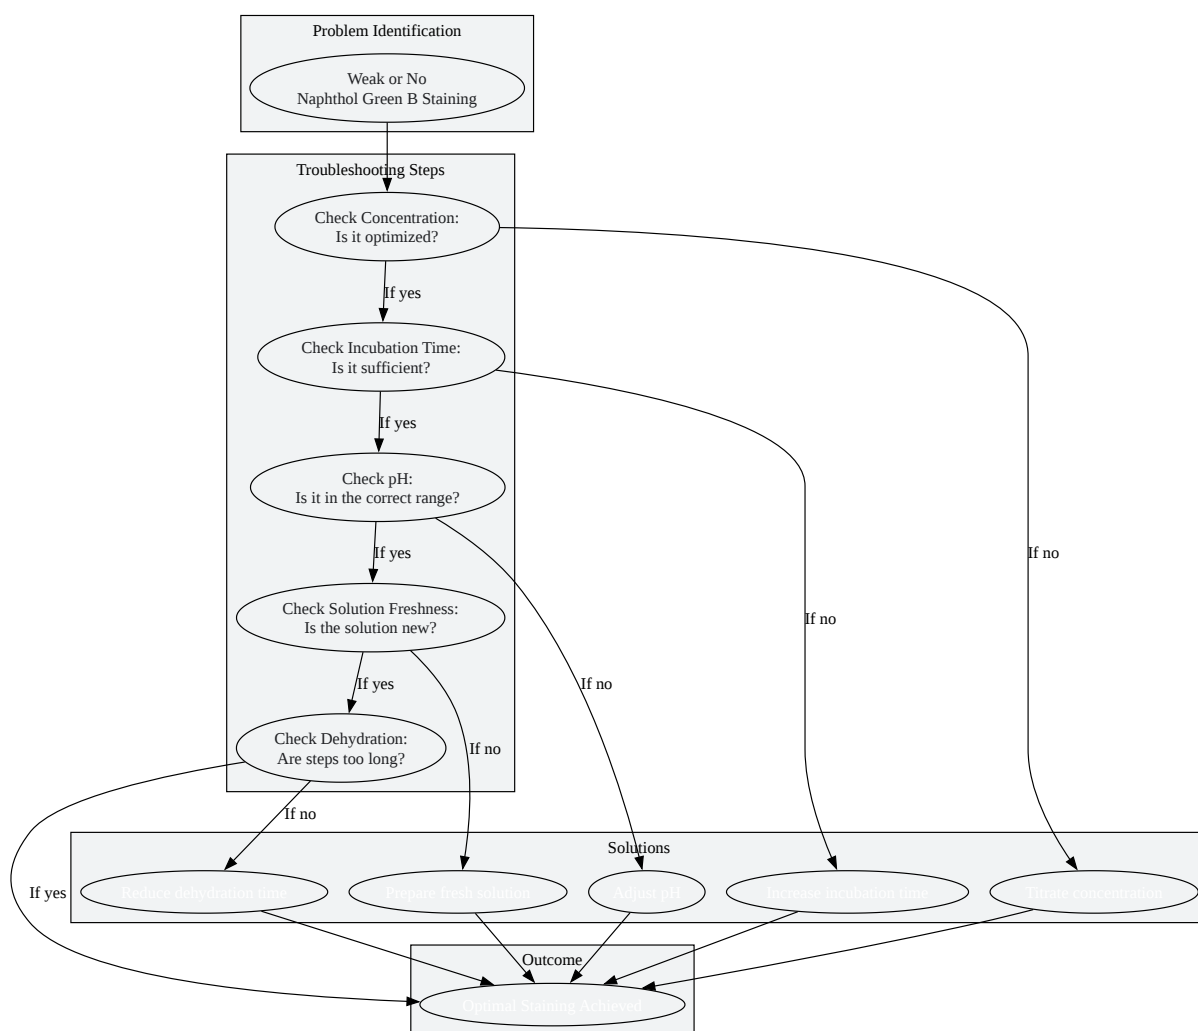 Problem Identification
Weak or No
Naphthol Green B Staining
Troubleshooting Steps
Check Concentration:
Is it optimized?
If yes
Check Incubation Time:
Is it sufficient?
If yes
Check pH:
Is it in the correct range?
If yes
If no
Check Solution Freshness:
Is the solution new?
If no
If yes
If no
Check Dehydration:
Are steps too long?
If no
If no
Solutions
If yes
Reduce dehydration time
Prepare fresh solution
Adjust pH
Increase incubation time
Titrate concentration
Outcome
Optimal Staining Achieved